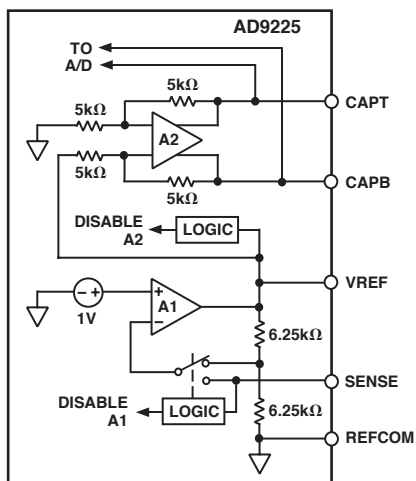 AD9225
TO
A/D
5kΩ
5kΩ
CAPT
A2
5kΩ
5kΩ
CAPB
DISABLE
A2
LOGIC
VREF
- +
1V
+
A1
−
6.25kΩ
SENSE
DISABLE
A1
LOGIC
6.25kΩ
REFCOM